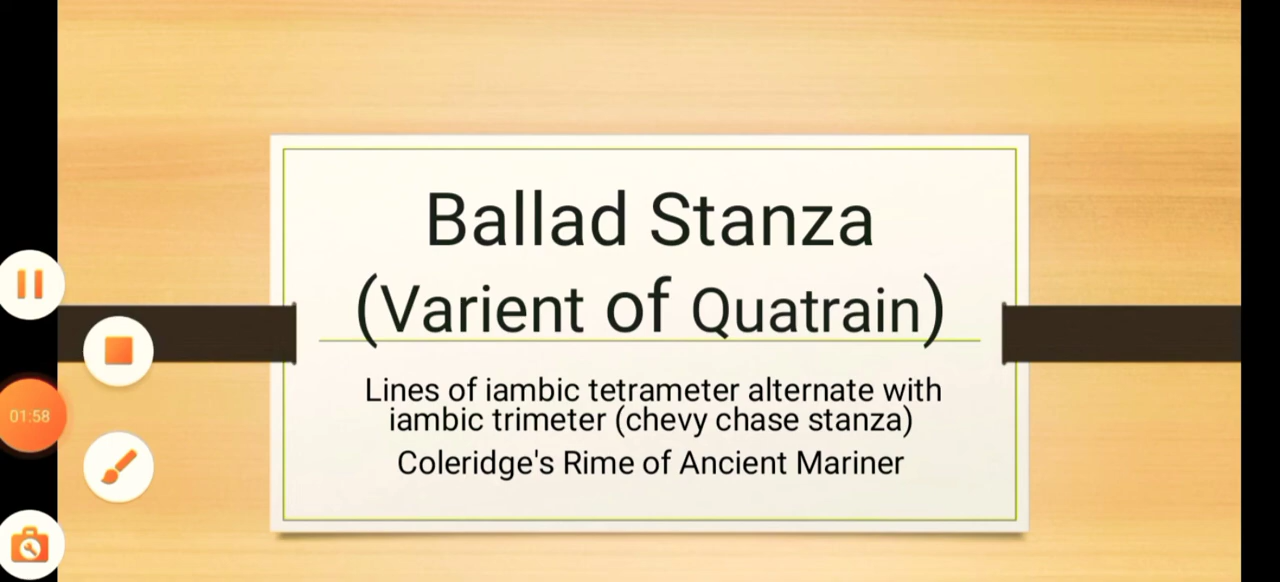 Ballad Stanza
(Varient of Quatrain)
Lines of iambic tetrameter alternate with
iambic trimeter (chevy chase stanza)
Coleridge's Rime of Ancient Mariner
01:58